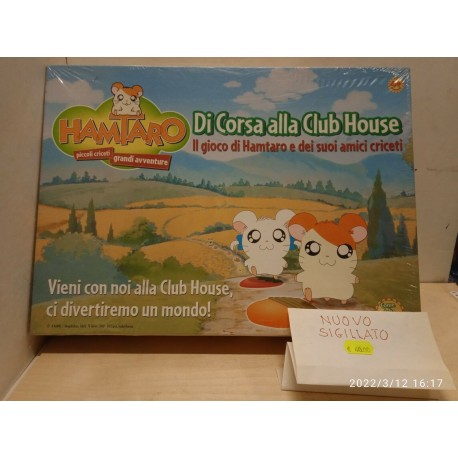 HAMTARO
piccoli criceti
grandi avventure
Di Corsa alla Club House
Il gioco di Hamtaro e dei suoi amici criceti
Vieni con noi alla Club House,
ci divertiremo un mondo!
NUOVO
SIGILLATO
2022/3/12 16:17